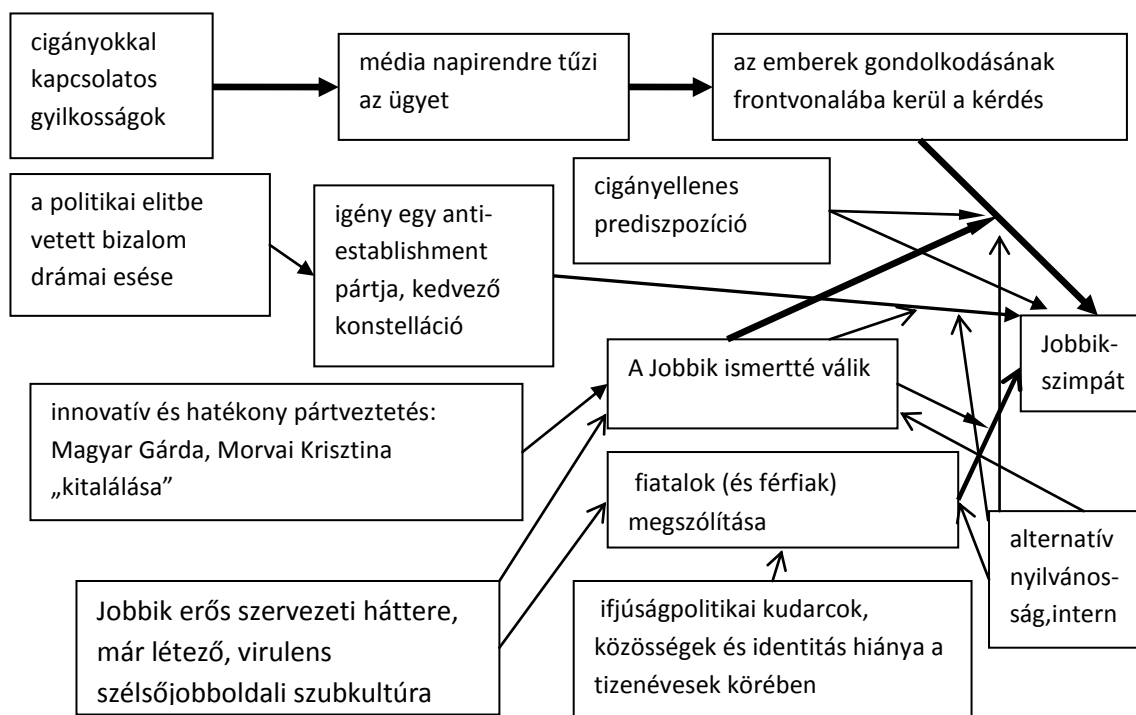 cigányokkal
kapcsolatos
gyilkosságok
média napirendre tűzi
az ügyet
az emberek gondolkodásának
frontvonalába kerül a kérdés
a politikai elitbe
vetett bizalom
drámai esése
igény egy anti-
establishment
pártja, kedvező
konstelláció
cigányellenes
prediszpozíció
Jobbik-
szimpát
A Jobbik ismertté válik
innovatív és hatékony pártveztetés:
Magyar Gárda, Morvai Krisztina
„kitalálása”
fiatalok (és férfiak)
megszólítása
alternatív
nyilvános-
ság,intern
Jobbik erős szervezeti háttere,
már létező, virulens
szélsőjobboldali szubkultúra
ifjúságpolitikai kudarcok,
közösségek és identitás hiánya a
tizenévesek körében